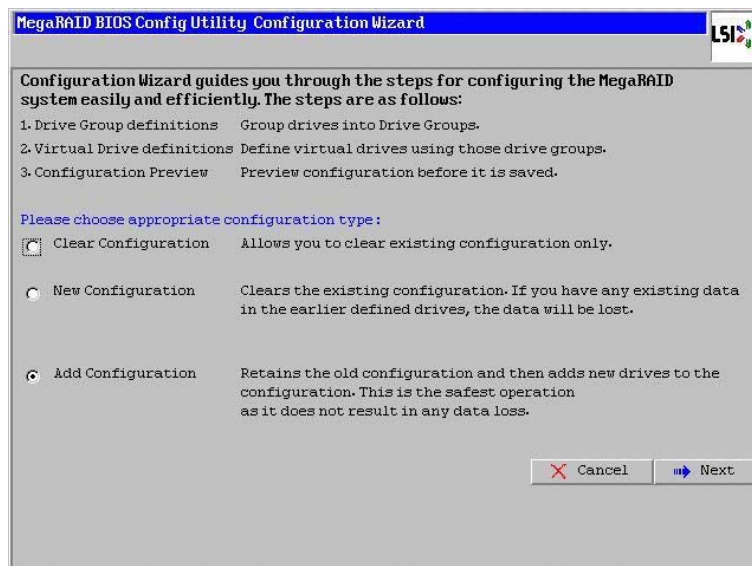 MegaRAID BIOS Config Utility Configuration Wizard
LSI
Configuration Wizard guides you through the steps for configuring the MegaRAID
system easily and efficiently. The steps are as follows:
1. Drive Group definitions Group drives into Drive Groups.
2. Virtual Drive definitions Define virtual drives using those drive groups.
3. Configuration Preview Preview configuration before it is saved.
Please choose appropriate configuration type:
Clear Configuration Allows you to clear existing configuration only.
New Configuration Clears the existing configuration. If you have any existing data
in the earlier defined drives, the data will be lost.
Add Configuration Retains the old configuration and then adds new drives to the
configuration. This is the safest operation
as it does not result in any data loss.
Cancel Next